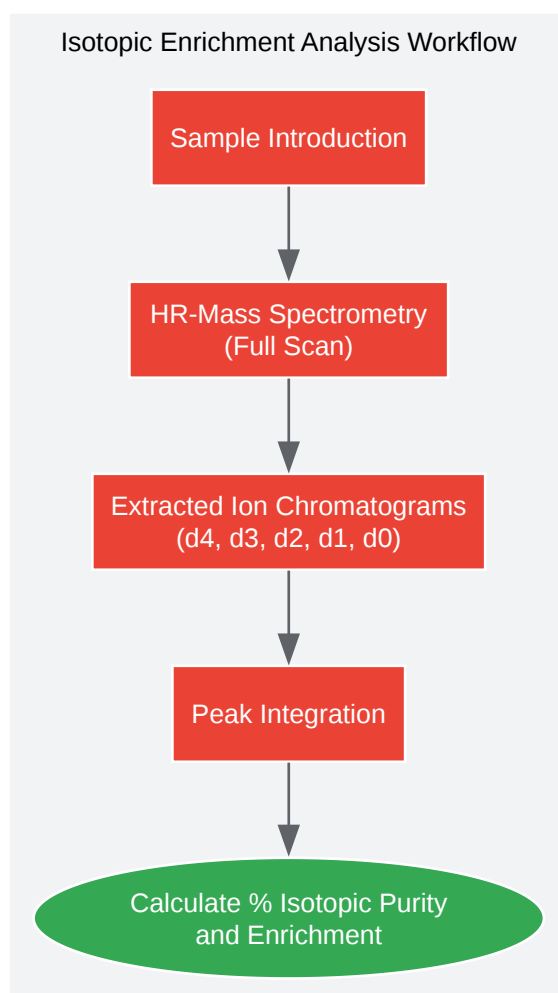 Isotopic Enrichment Analysis Workflow
Sample Introduction
HR-Mass Spectrometry
(Full Scan)
Extracted Ion Chromatograms
(d4, d3, d2, d1, d0)
Peak Integration
Calculate % Isotopic Purity
and Enrichment